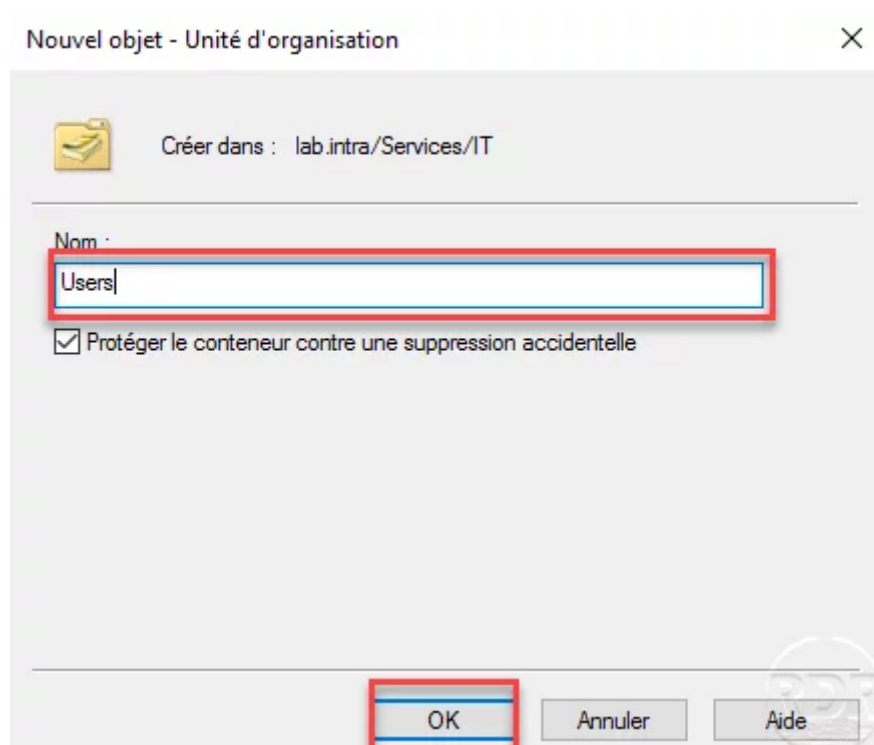 Nouvel objet - Unité d'organisation
Créer dans : lab.intra/Services/IT
Nom :
Users
Protéger le conteneur contre une suppression accidentelle
OK Annuler Aide
RDR